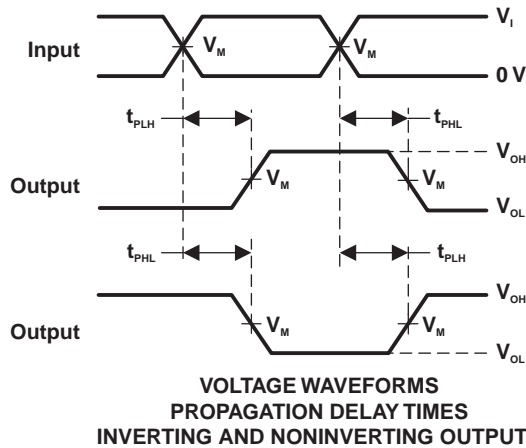 V_I
Input
V_M
V_M
0 V
t_PLH
t_PHL
V_OH
Output
V_M
V_M
V_OL
t_PHL
t_PLH
V_OH
Output
V_M
V_M
V_OL
VOLTAGE WAVEFORMS
PROPAGATION DELAY TIMES
INVERTING AND NONINVERTING OUTPUT